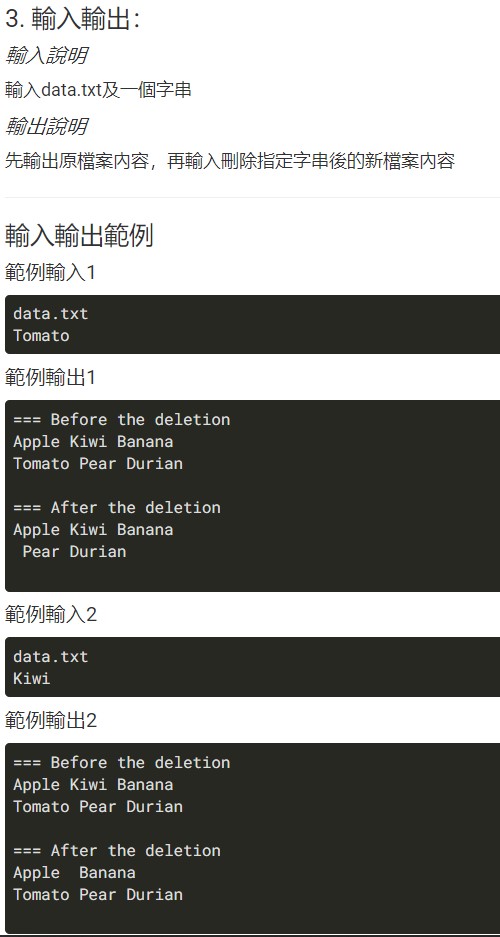 3. 輸入輸出：
輸入說明
輸入data.txt及一個字串
輸出說明
先輸出原檔案內容，再輸入刪除指定字串後的新檔案內容
輸入輸出範例
範例輸入1
data.txt
Tomato
範例輸出1
=== Before the deletion
Apple Kiwi Banana
Tomato Pear Durian
=== After the deletion
Apple Kiwi Banana
 Pear Durian
範例輸入2
data.txt
Kiwi
範例輸出2
=== Before the deletion
Apple Kiwi Banana
Tomato Pear Durian
=== After the deletion
Apple  Banana
Tomato Pear Durian